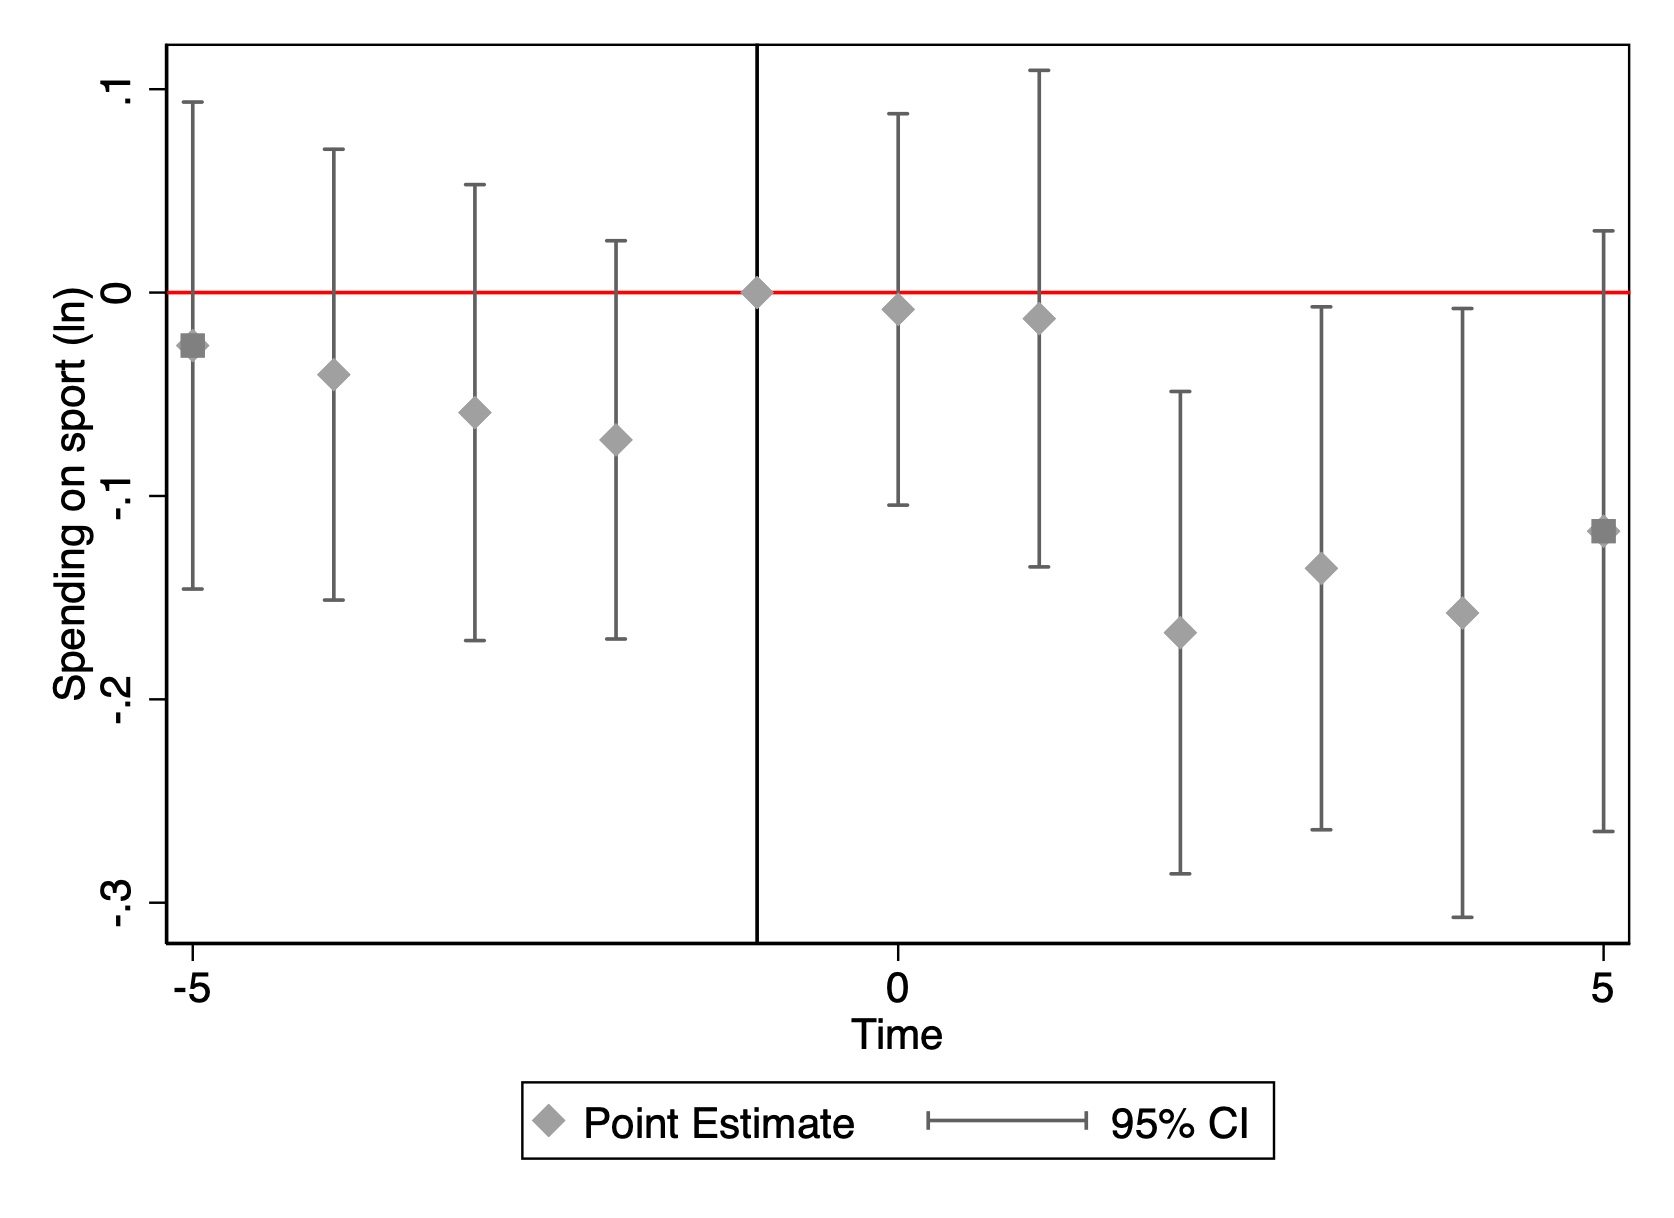 Spending on sport (ln)
.1
0
-.1
-.2
-.3
-5
0
5
Time
Point Estimate
95% CI